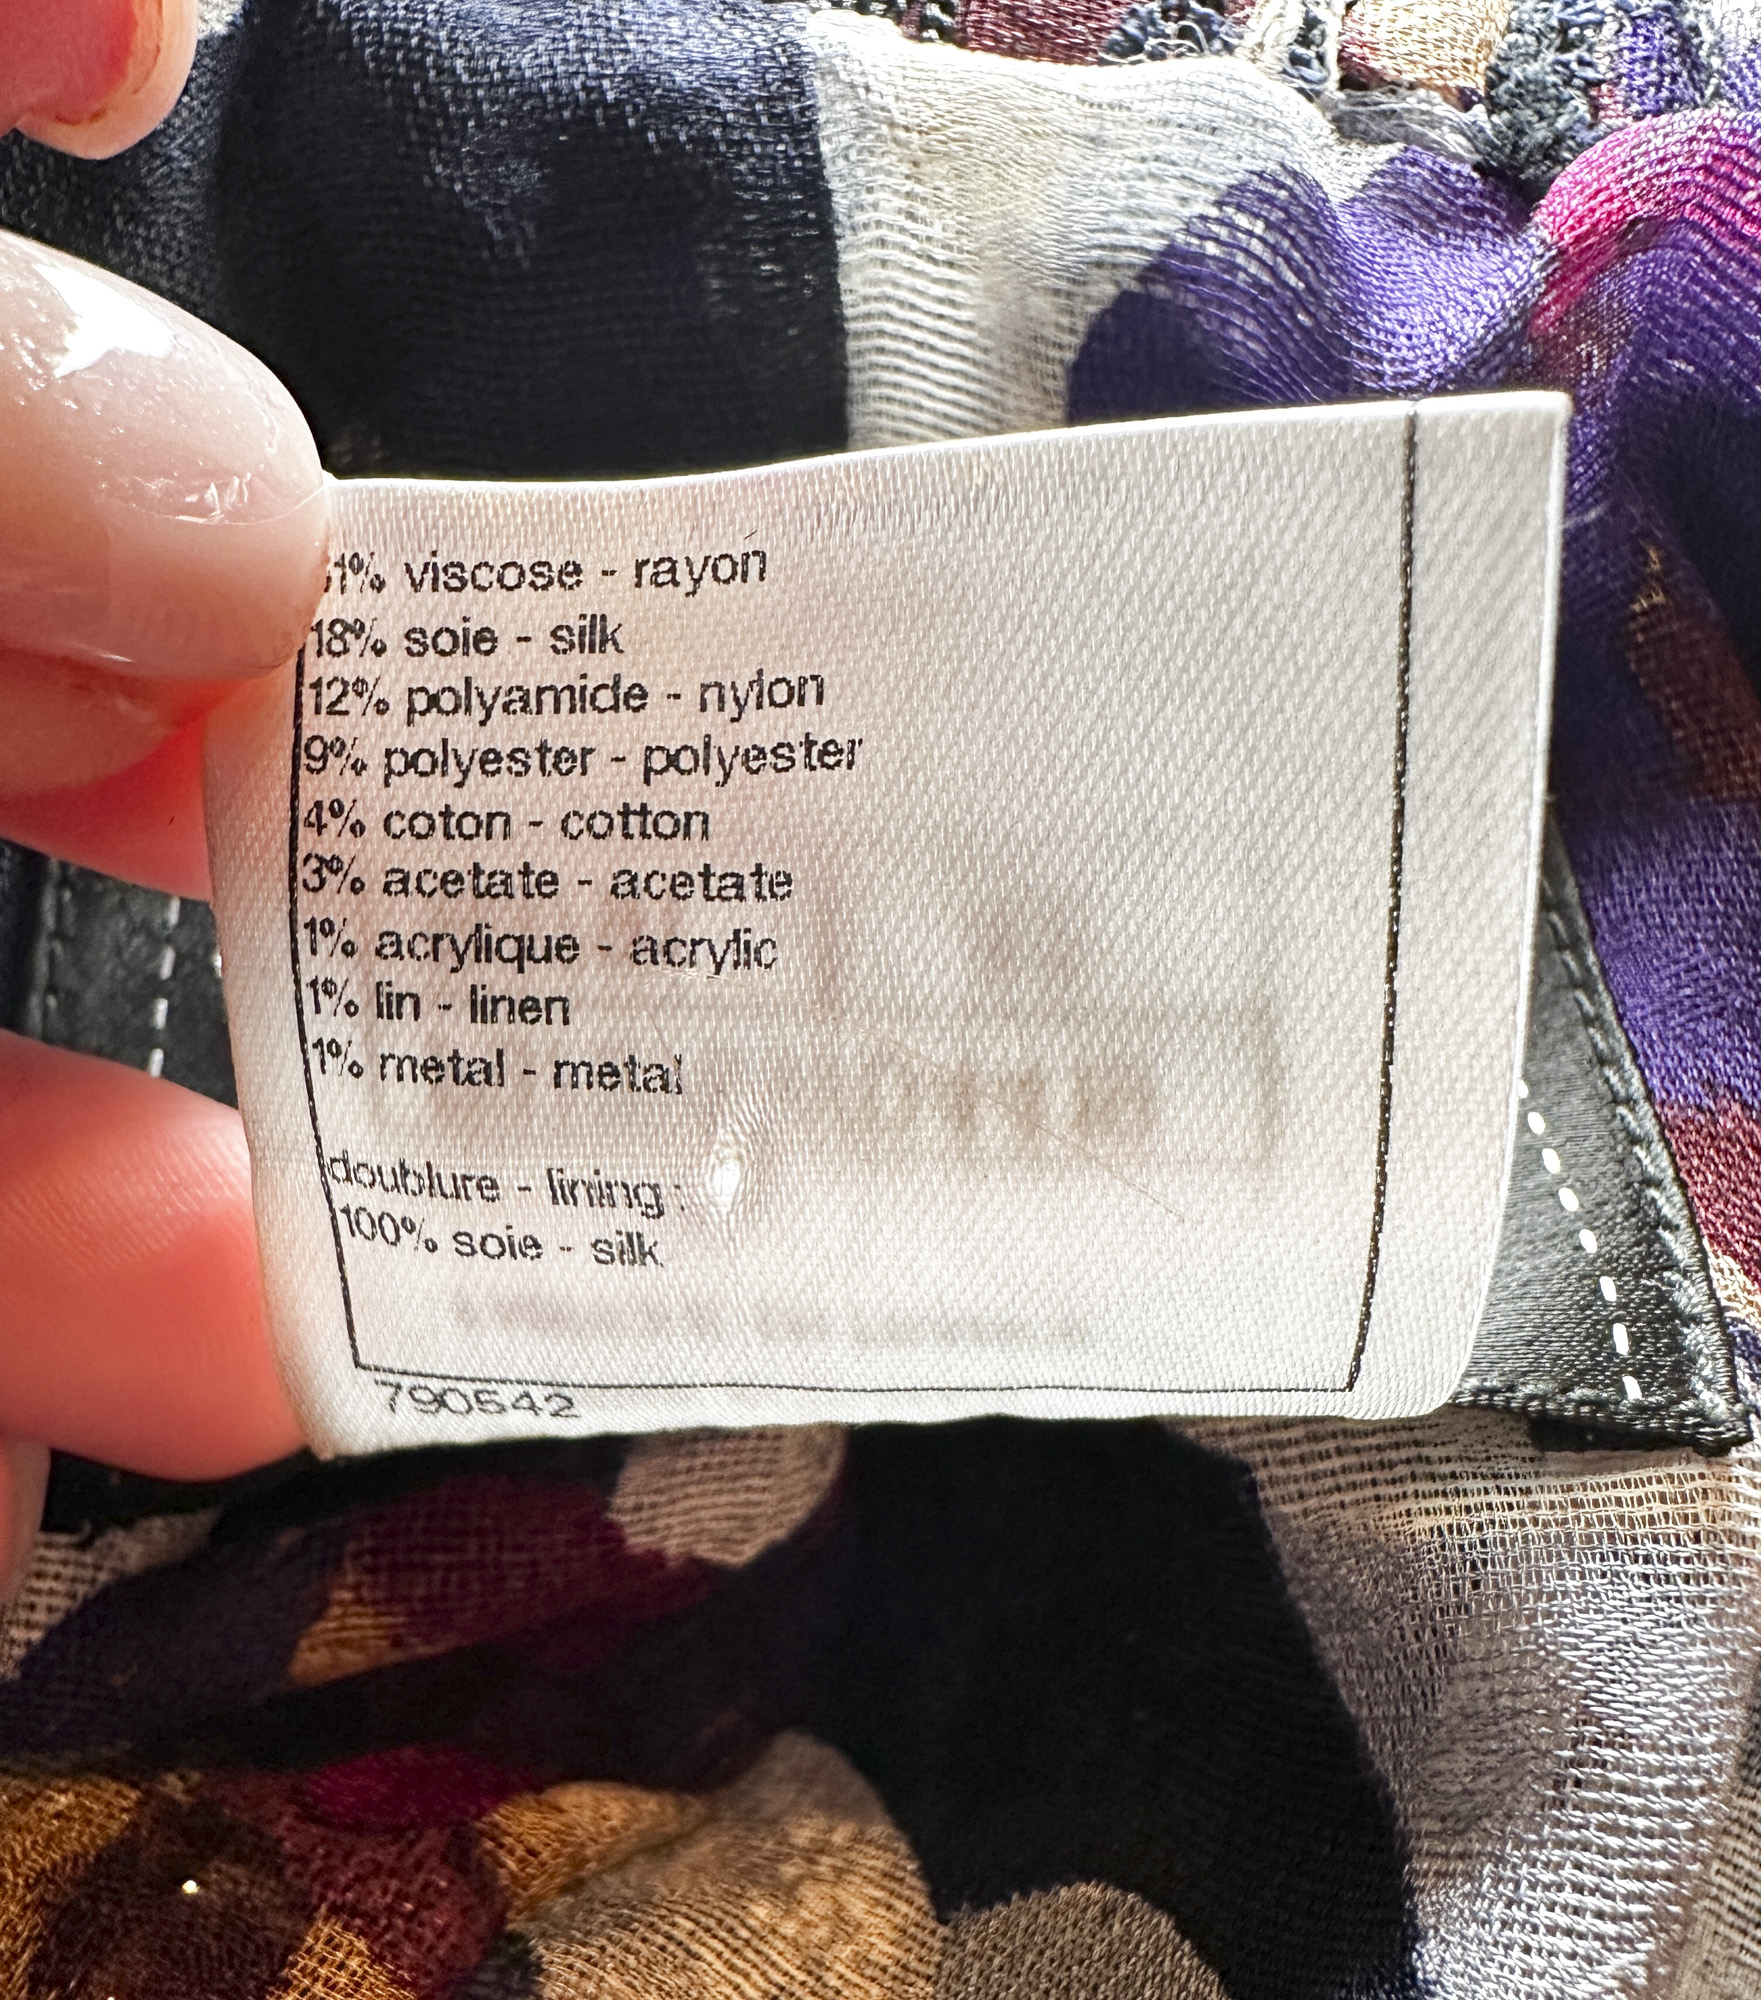 51% viscose - rayon
18% soie - silk
12% polyamide - nylon
9% polyester - polyester
4% coton - cotton
3% acetate - acetate
1% acrylique - acrylic
1% lin - linen
1% metal - metal
doublure - lining :
100% soie - silk
790542